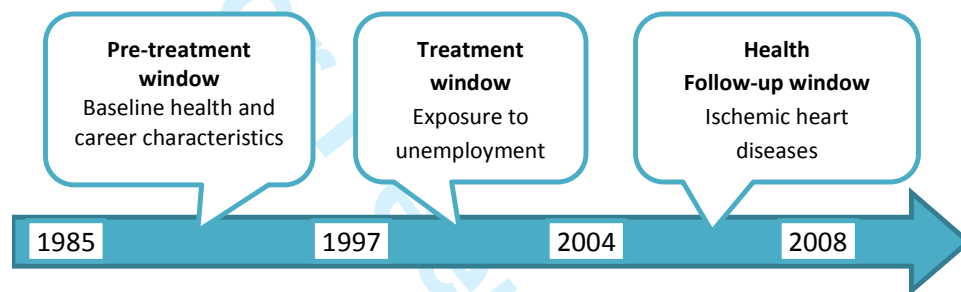 Pre-treatment
window
Baseline health and
career characteristics
Treatment
window
Exposure to
unemployment
Health
Follow-up window
Ischemic heart
diseases
1985
1997
2004
2008